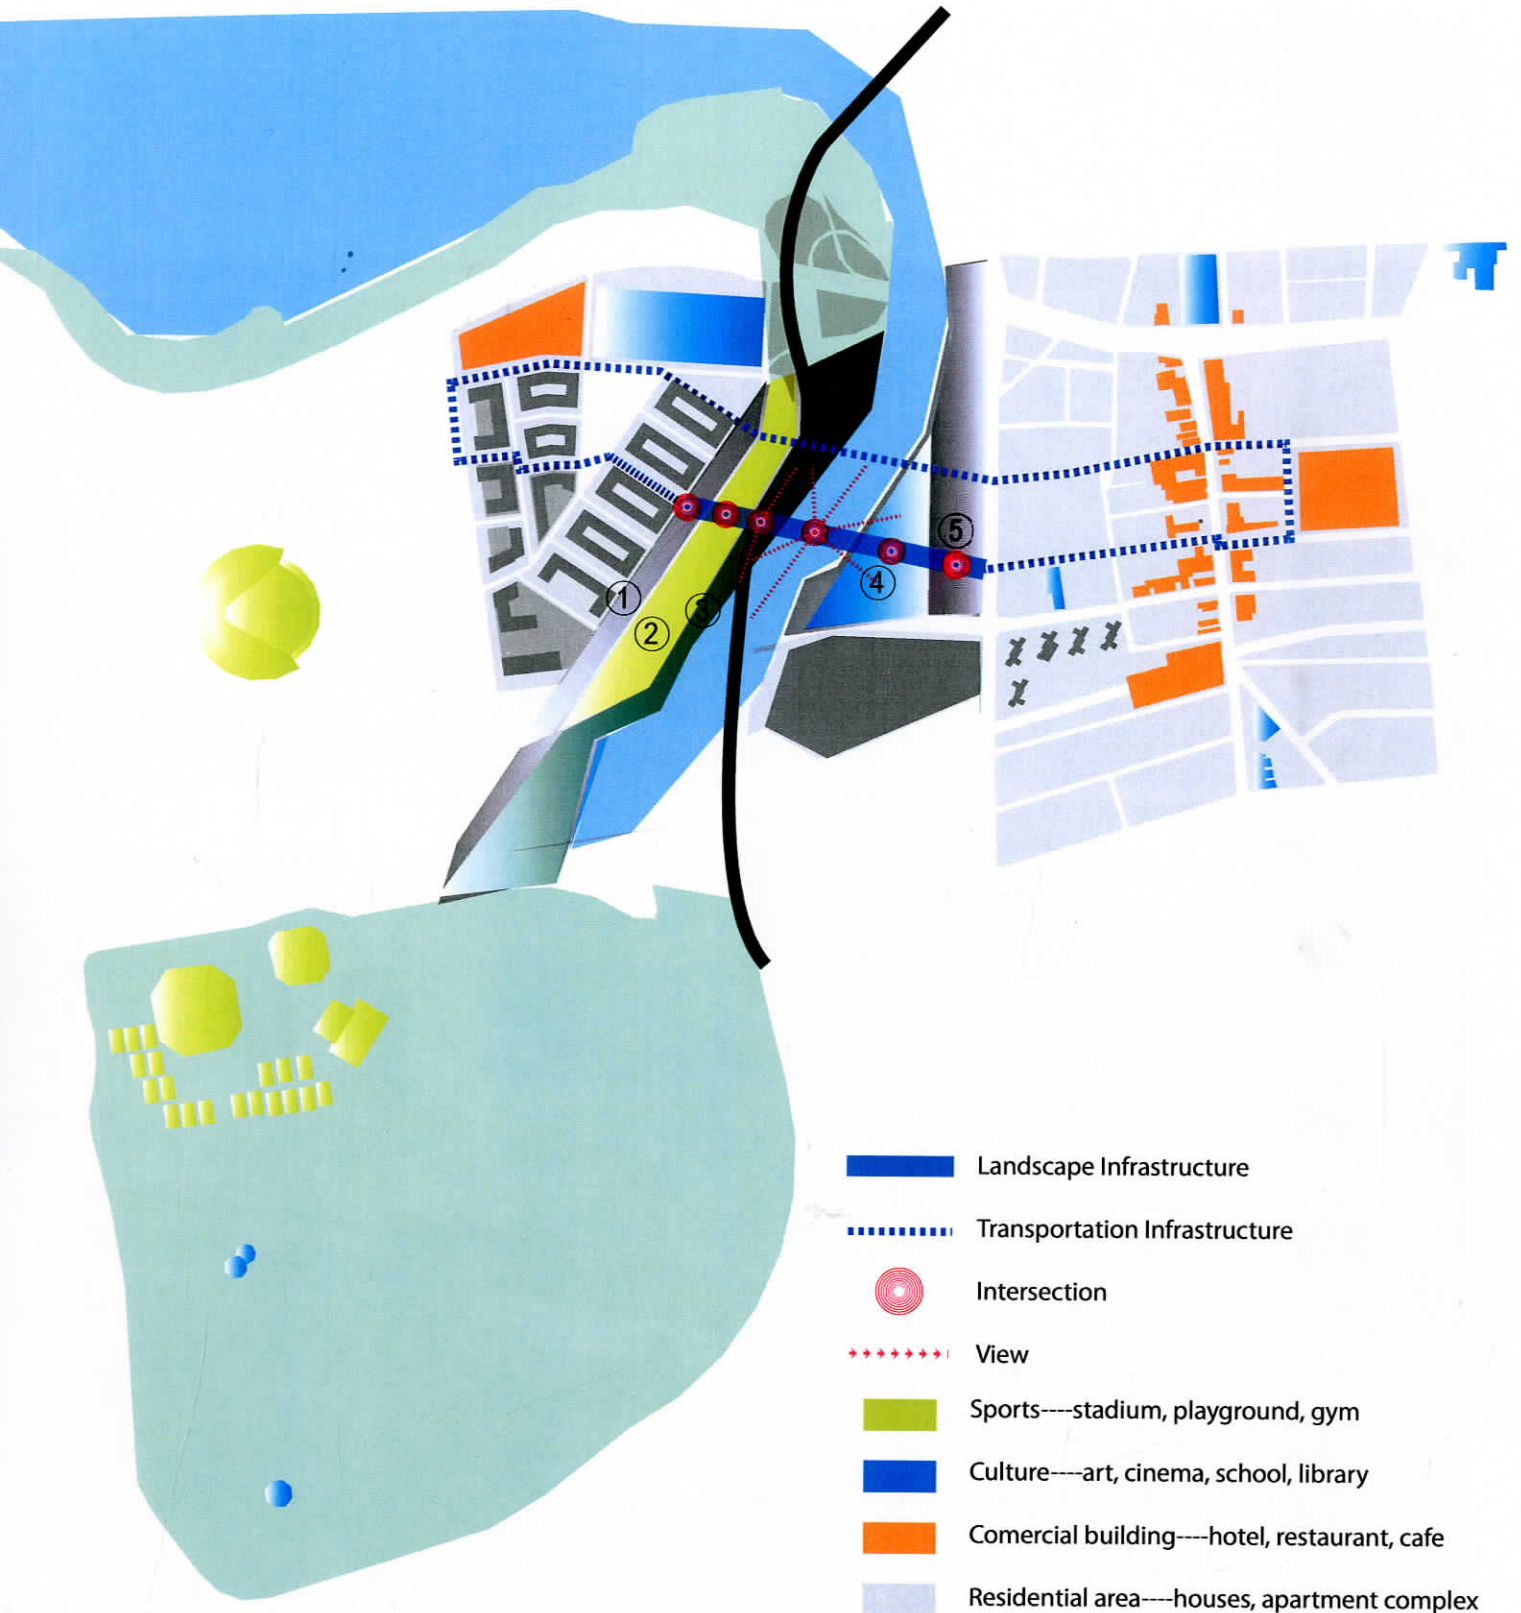 ⑤
④
①
③
②
Landscape Infrastructure
Transportation Infrastructure
Intersection
View
Sports----stadium, playground, gym
Culture----art, cinema, school, library
Comercial building----hotel, restaurant, cafe
Residential area----houses, apartment complex